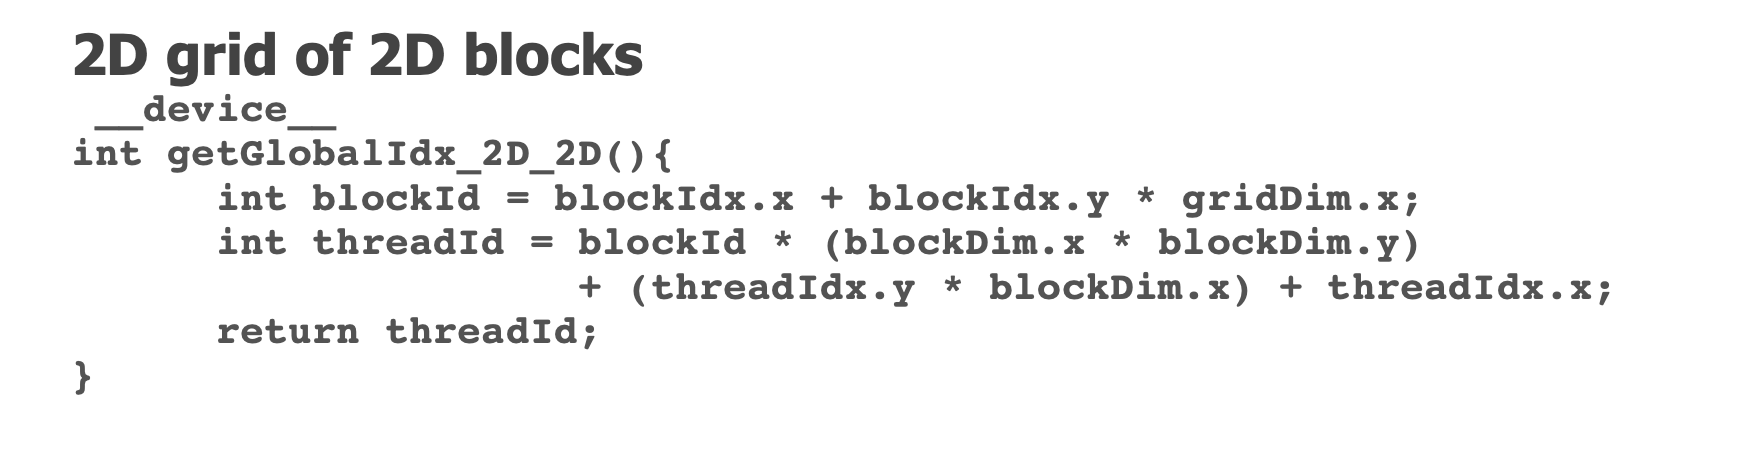 2D grid of 2D blocks
__device__
int getGlobalIdx_2D_2D(){
int blockId = blockIdx.x + blockIdx.y * gridDim.x;
int threadId = blockId * (blockDim.x * blockDim.y)
+ (threadIdx.y * blockDim.x) + threadIdx.x;
return threadId;
}